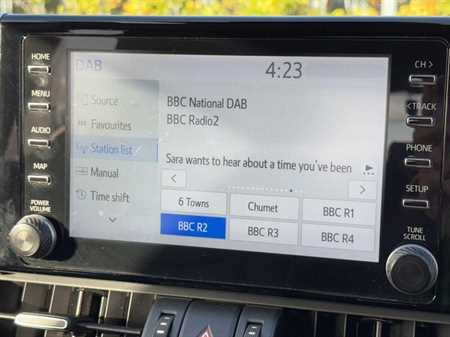 DAB
4:23
HOME
MENU
AUDIO
MAP
POWER
VOLUME
Source
Favourites
Station list
Manual
Time shift
BBC National DAB
BBC Radio2
Sara wants to hear about a time you've been
6 Towns
Chumet
BBC R1
BBC R2
BBC R3
BBC R4
CH >
< TRACK
PHONE
SETUP
TUNE
SCROLL